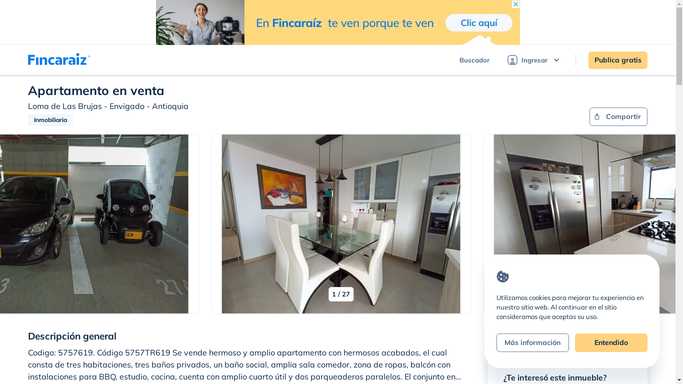 En Fincaraíz te ven porque te ven
Clic aquí
Fincaraíz
Buscador
Ingresar
Publica gratis
Apartamento en venta
Loma de Las Brujas - Envigado - Antioquia
Compartir
Inmobiliaria
1 / 27
Utilizamos cookies para mejorar tu experiencia en
nuestro sitio web. Al continuar en el sitio
consideramos que aceptas su uso.
Más información
Entendido
Descripción general
Codigo: 5757619. Código 5757TR619 Se vende hermoso y amplio apartamento con hermosos acabados, el cual
consta de tres habitaciones, tres baños privados, un baño social, amplia sala comedor, zona de ropas, balcón con
instalaciones para BBQ, estudio, cocina, cuenta con amplio cuarto útil y dos parqueaderos paralelos. El conjunto en...
¿Te interesó este inmueble?